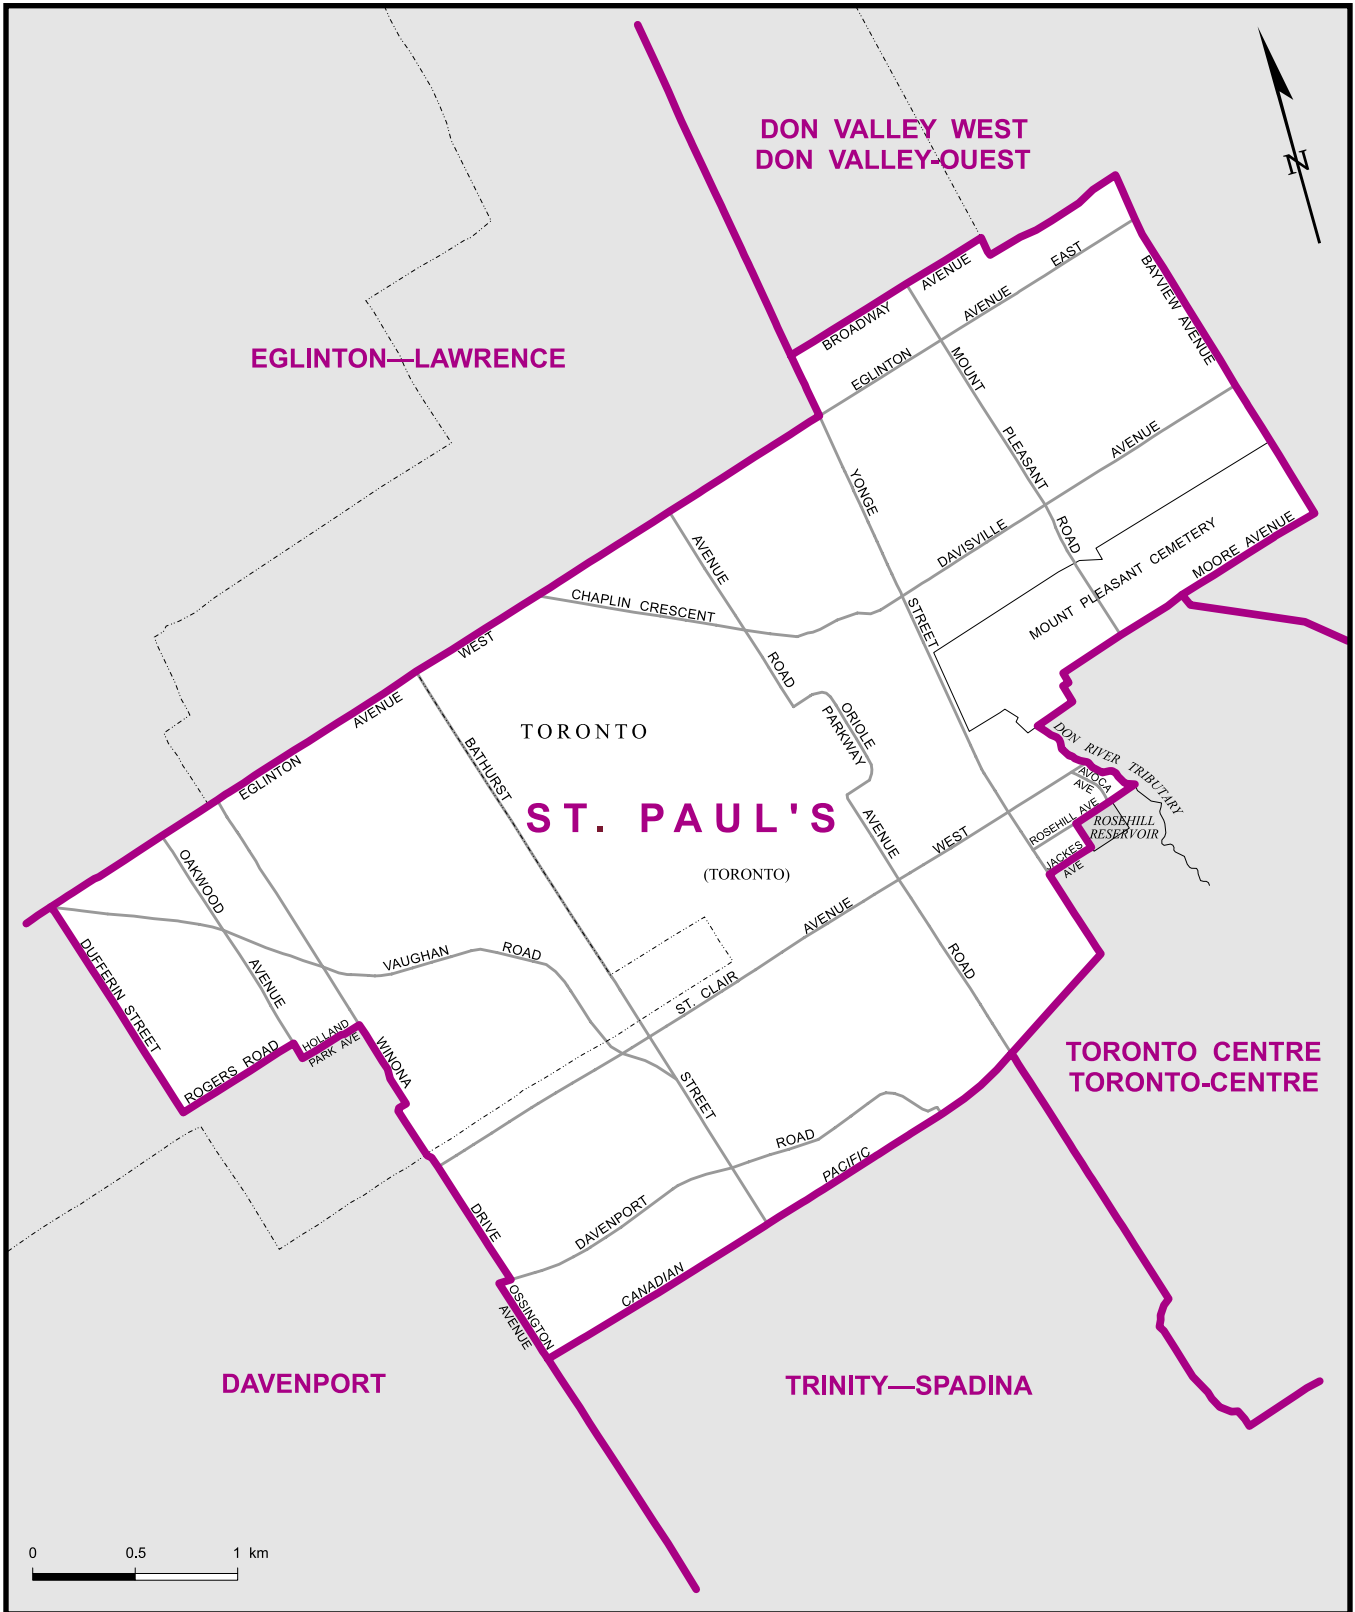 DON VALLEY WEST
DON VALLEY-OUEST
N
EGLINTON—LAWRENCE
BROADWAY AVENUE
EGLINTON AVENUE EAST
BAYVIEW AVENUE
MOUNT PLEASANT ROAD
YONGE STREET
DAVISVILLE AVENUE
MOUNT PLEASANT CEMETERY
MOORE AVENUE
AVENUE ROAD
CHAPLIN CRESCENT
EGLINTON AVENUE WEST
ORIOLE
PARKWAY
TORONTO
BATHURST STREET
ST. PAUL'S
(TORONTO)
DON RIVER TRIBUTARY
AVOCA
AVE
ROSEHILL AVE
ROSEHILL
RESERVOIR
JACKES
AVE
AVENUE ROAD
ST. CLAIR AVENUE WEST
OAKWOOD AVENUE
VAUGHAN ROAD
DUFFERIN STREET
ROGERS ROAD
HOLLAND
PARK AVE
WINONA DRIVE
DAVENPORT ROAD
CANADIAN PACIFIC
OSSINGTON
AVENUE
TORONTO CENTRE
TORONTO-CENTRE
DAVENPORT
TRINITY—SPADINA
0 0.5 1 km